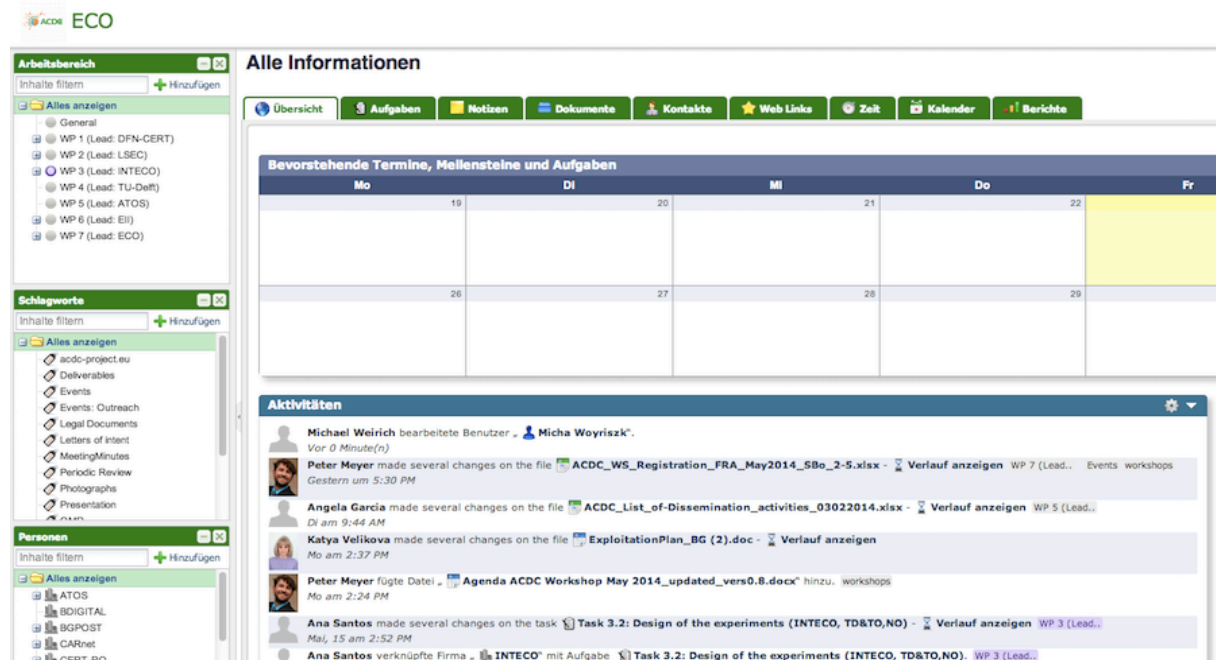 ACDC ECO
Arbeitsbereich
Inhalte filtern Hinzufügen
Alles anzeigen
General
WP 1 (Lead: DFN-CERT)
WP 2 (Lead: LSEC)
WP 3 (Lead: INTECO)
WP 4 (Lead: TU-Delft)
WP 5 (Lead: ATOS)
WP 6 (Lead: EII)
WP 7 (Lead: ECO)
Schlagworte
Inhalte filtern Hinzufügen
Alles anzeigen
acdc-project.eu
Deliverables
Events
Events: Outreach
Legal Documents
Letters of intent
MeetingMinutes
Periodic Review
Photographs
Presentation
Personen
Inhalte filtern Hinzufügen
Alles anzeigen
ATOS
BDIGITAL
BGPOST
CARnet
CERT-RO
Alle Informationen
Übersicht Aufgaben Notizen Dokumente Kontakte Web Links Zeit Kalender Berichte
Bevorstehende Termine, Meilensteine und Aufgaben
Mo Di Mi Do Fr
19 20 21 22
26 27 28 29
Aktivitäten
Michael Weirich bearbeitete Benutzer „ Micha Woyriszk“.
Vor 0 Minute(n)
Peter Meyer made several changes on the file ACDC_WS_Registration_FRA_May2014_SBo_2-5.xlsx - Verlauf anzeigen WP 7 (Lead.. Events workshops
Gestern um 5:30 PM
Angela Garcia made several changes on the file ACDC_List_of-Dissemination_activities_03022014.xlsx - Verlauf anzeigen WP 5 (Lead..
Di am 9:44 AM
Katya Velikova made several changes on the file ExploitationPlan_BG (2).doc - Verlauf anzeigen
Mo am 2:37 PM
Peter Meyer fügte Datei „ Agenda ACDC Workshop May 2014_updated_vers0.8.docx“ hinzu. workshops
Mo am 2:24 PM
Ana Santos made several changes on the task Task 3.2: Design of the experiments (INTECO, TD&TO,NO) - Verlauf anzeigen WP 3 (Lead..
Mai, 15 am 2:52 PM
Ana Santos verknüpfte Firma „ INTECO“ mit Aufgabe Task 3.2: Design of the experiments (INTECO, TD&TO,NO). WP 3 (Lead..